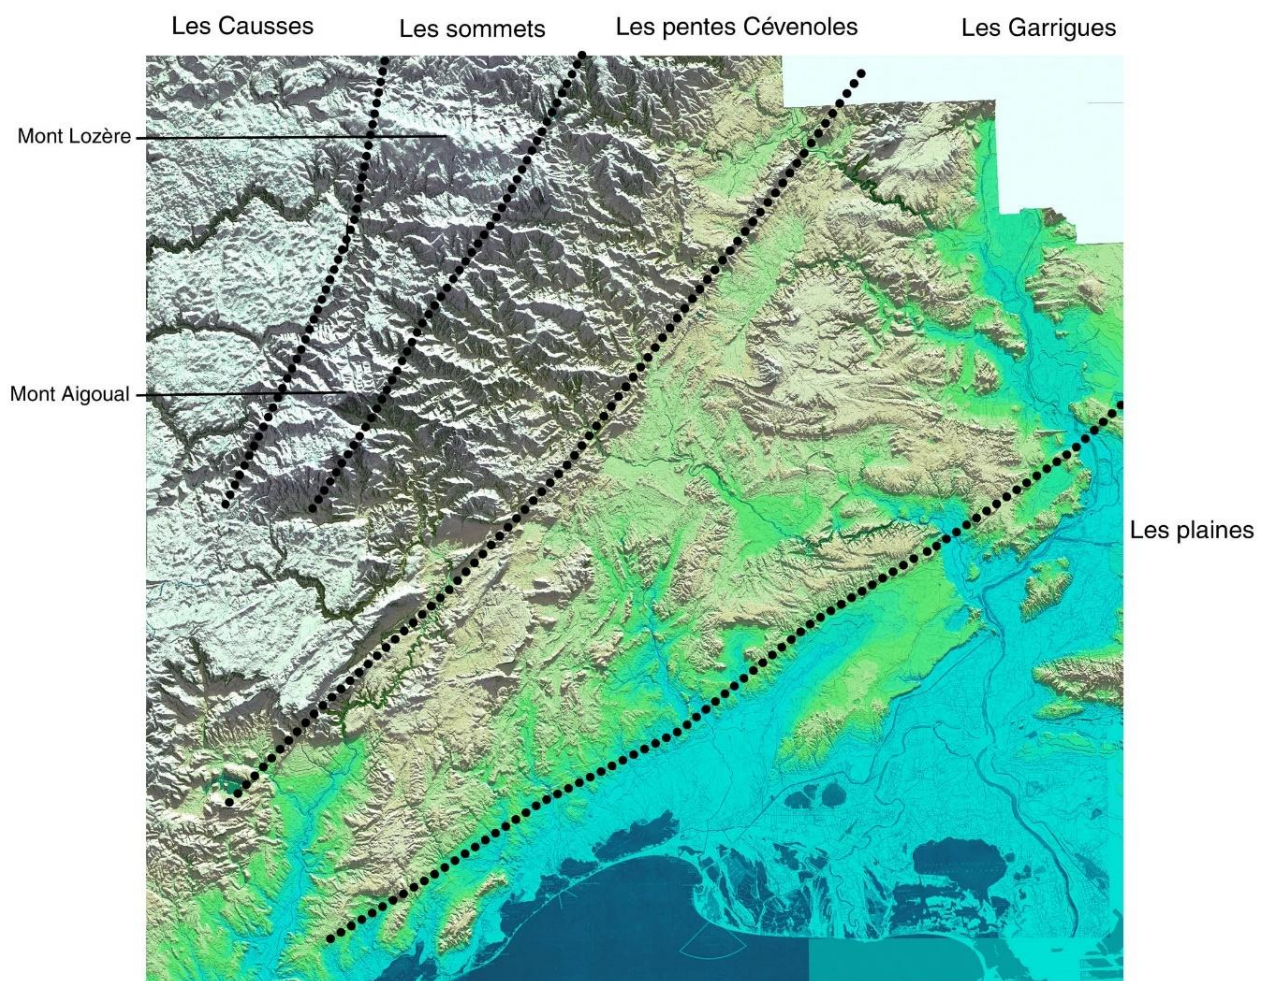 Les Causses
Les sommets
Les pentes Cévenoles
Les Garrigues
Mont Lozère
Mont Aigoual
Les plaines